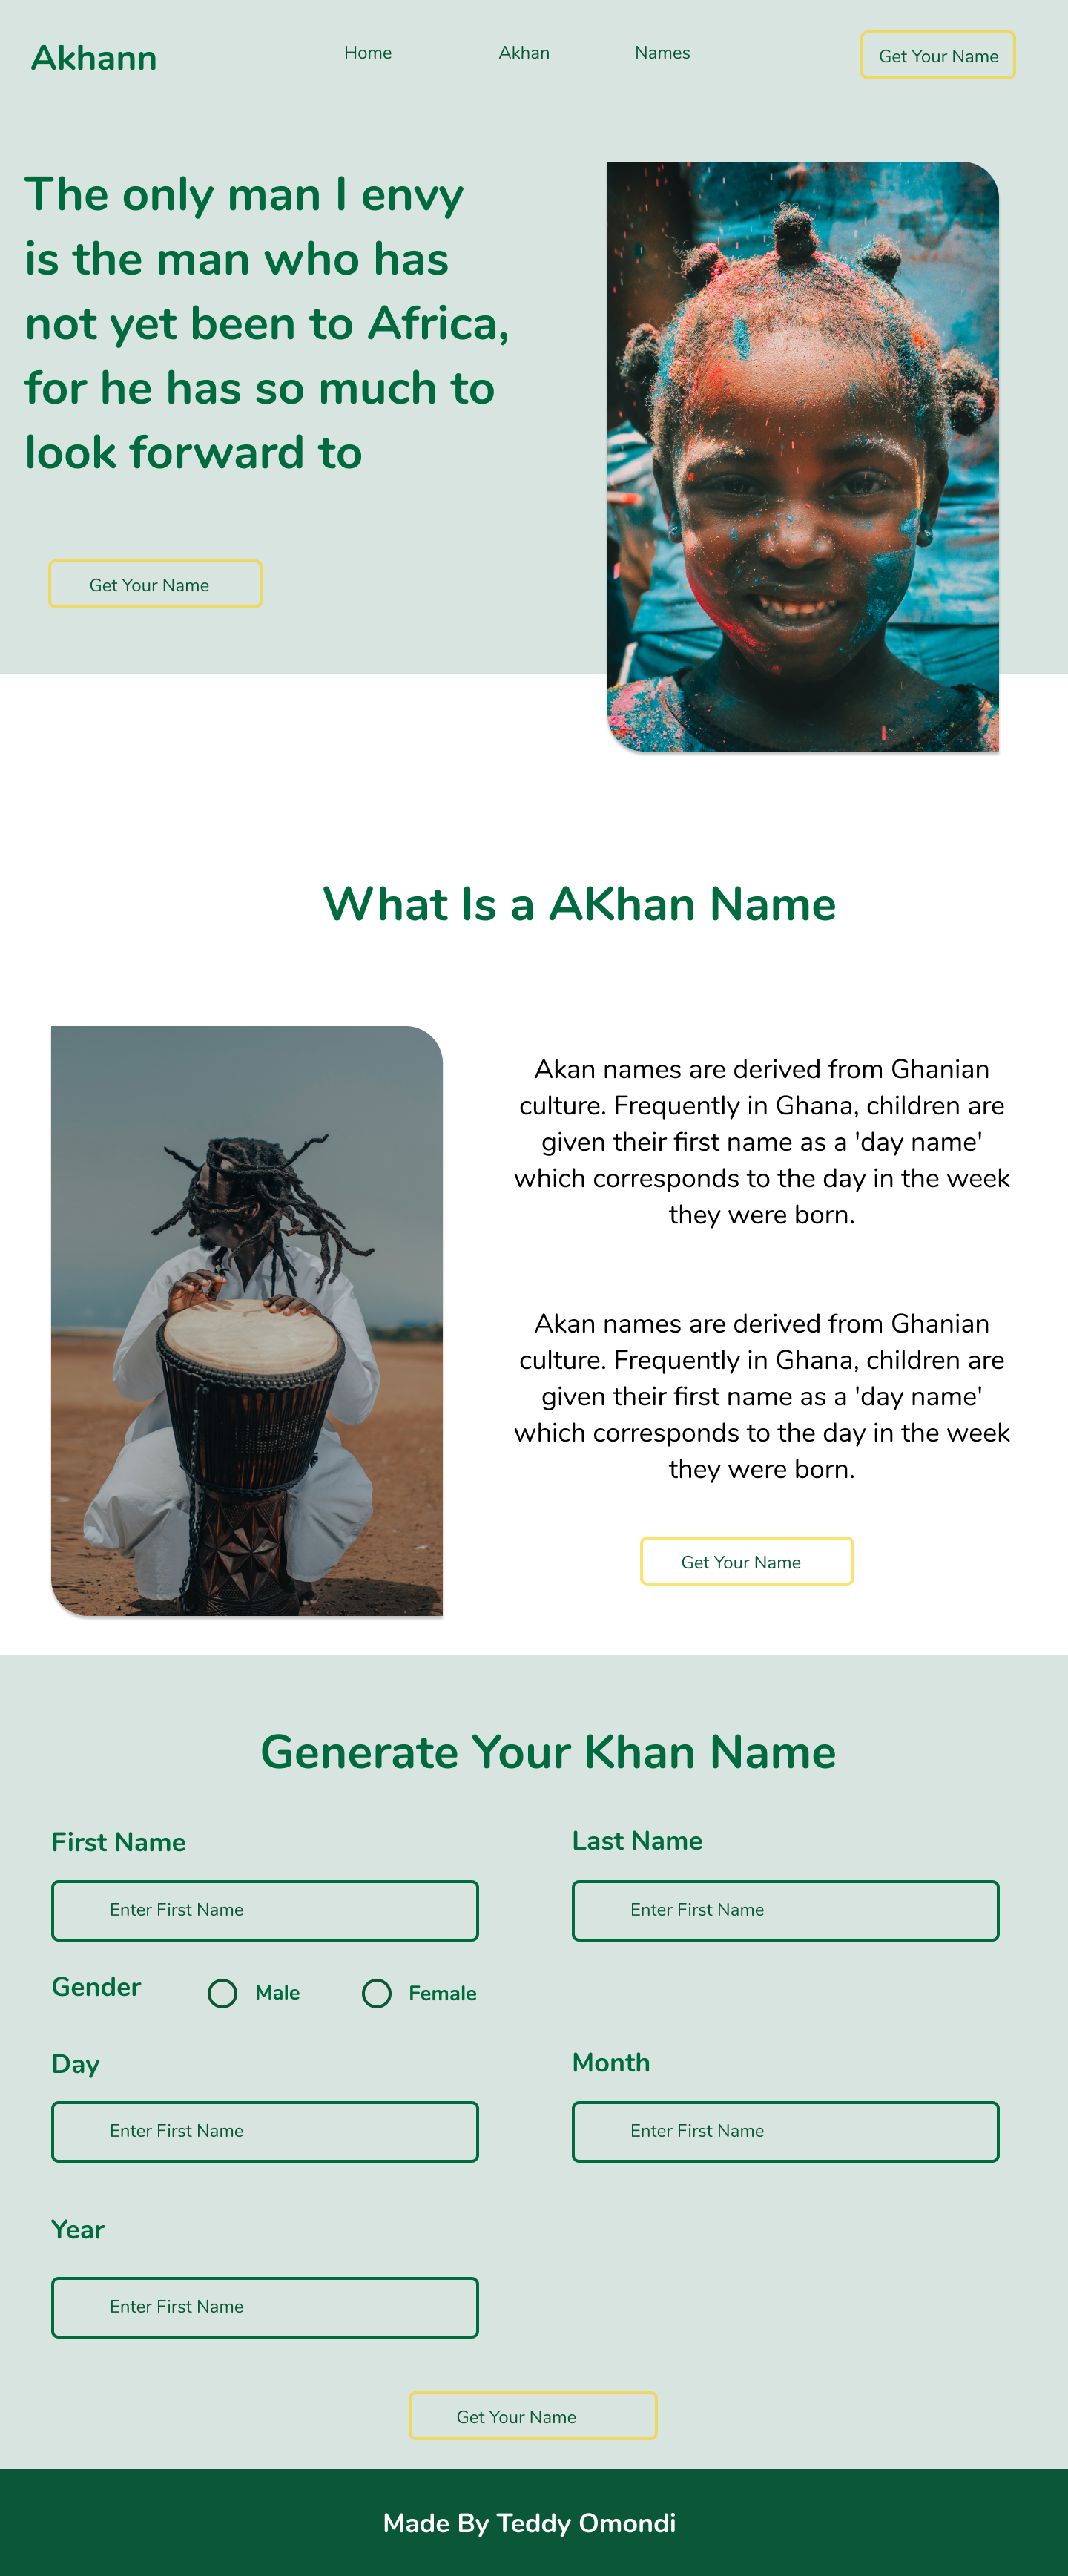 Akhann
Home
Akhan
Names
Get Your Name
The only man I envy
is the man who has
not yet been to Africa,
for he has so much to
look forward to
Get Your Name
What Is a AKhan Name
Akan names are derived from Ghanian
culture. Frequently in Ghana, children are
given their first name as a 'day name'
which corresponds to the day in the week
they were born.
Akan names are derived from Ghanian
culture. Frequently in Ghana, children are
given their first name as a 'day name'
which corresponds to the day in the week
they were born.
Get Your Name
Generate Your Khan Name
First Name
Last Name
Enter First Name
Enter First Name
Gender
Male
Female
Day
Month
Enter First Name
Enter First Name
Year
Enter First Name
Get Your Name
Made By Teddy Omondi